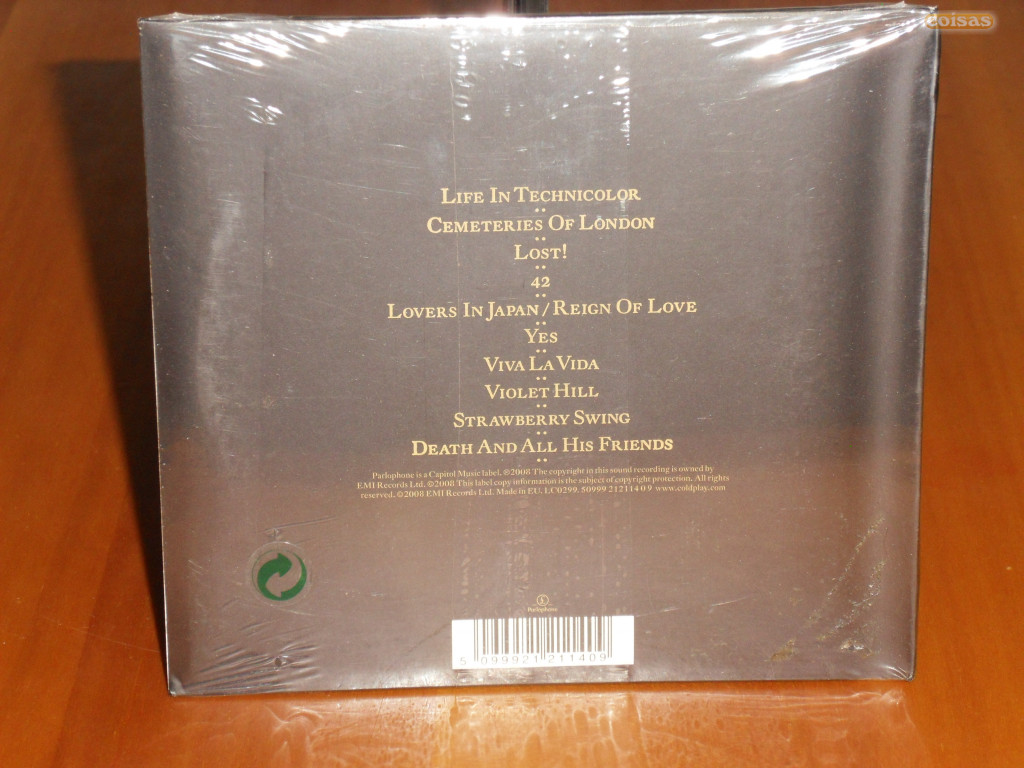 coisas
Life In Technicolor
Cemeteries Of London
Lost!
42
Lovers In Japan / Reign Of Love
Yes
Viva La Vida
Violet Hill
Strawberry Swing
Death And All His Friends
Parlophone is a Capitol Music label. ℗2008 The copyright in this sound recording is owned by
EMI Records Ltd. ©2008 This label copy information is the subject of copyright protection. All rights
reserved. ©2008 EMI Records Ltd. Made in EU. LC0299. 50999 212114 0 9 www.coldplay.com
Parlophone
5 099921 211409